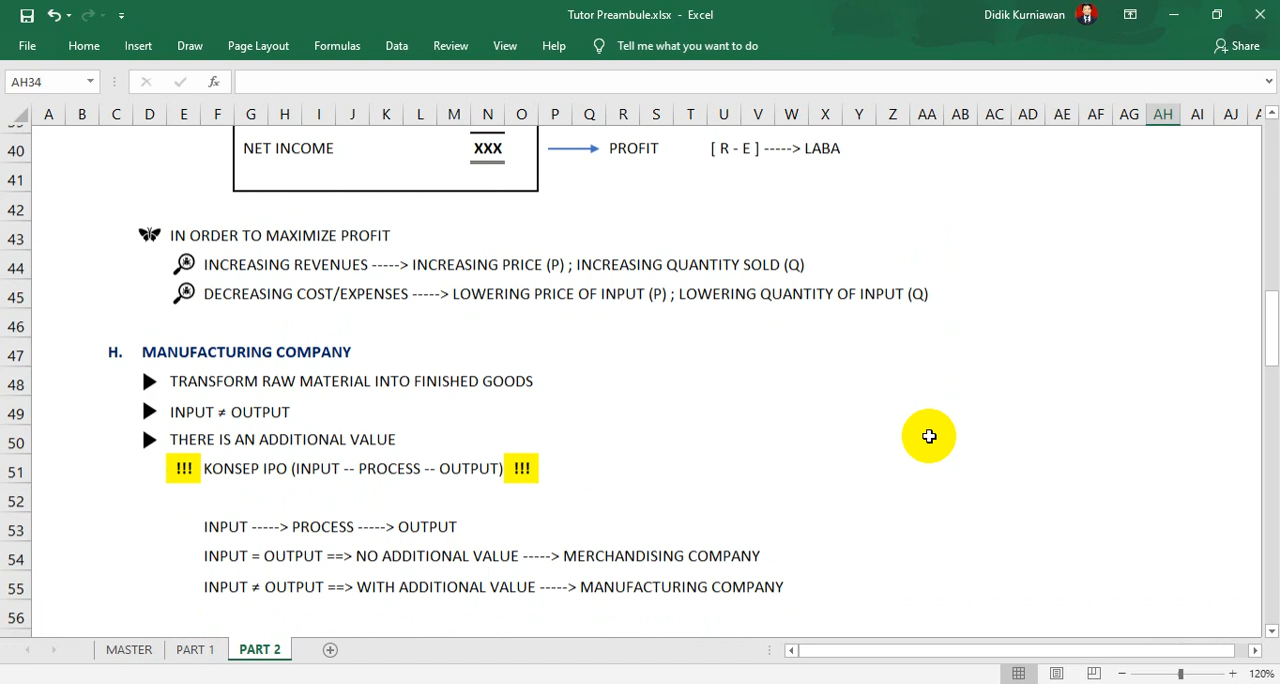 Tutor Preambule.xlsx - Excel
Didik Kurniawan
File Home Insert Draw Page Layout Formulas Data Review View Help Tell me what you want to do Share
AH34 fx
A B C D E F G H I J K L M N O P Q R S T U V W X Y Z AA AB AC AD AE AF AG AH AI AJ
40 NET INCOME XXX PROFIT [ R - E ] -----> LABA
41
42
43 IN ORDER TO MAXIMIZE PROFIT
44 INCREASING REVENUES -----> INCREASING PRICE (P) ; INCREASING QUANTITY SOLD (Q)
45 DECREASING COST/EXPENSES -----> LOWERING PRICE OF INPUT (P) ; LOWERING QUANTITY OF INPUT (Q)
46
47 H. MANUFACTURING COMPANY
48 TRANSFORM RAW MATERIAL INTO FINISHED GOODS
49 INPUT ≠ OUTPUT
50 THERE IS AN ADDITIONAL VALUE
51 !!! KONSEP IPO (INPUT -- PROCESS -- OUTPUT) !!!
52
53 INPUT -----> PROCESS -----> OUTPUT
54 INPUT = OUTPUT ==> NO ADDITIONAL VALUE -----> MERCHANDISING COMPANY
55 INPUT ≠ OUTPUT ==> WITH ADDITIONAL VALUE -----> MANUFACTURING COMPANY
56
MASTER PART 1 PART 2
120%